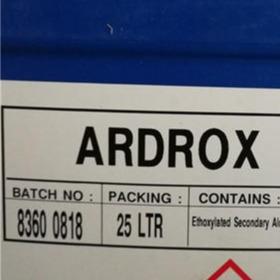 ARDROX
BATCH NO : PACKING : CONTAINS :
8360 0818 25 LTR Ethoxylated Secondary